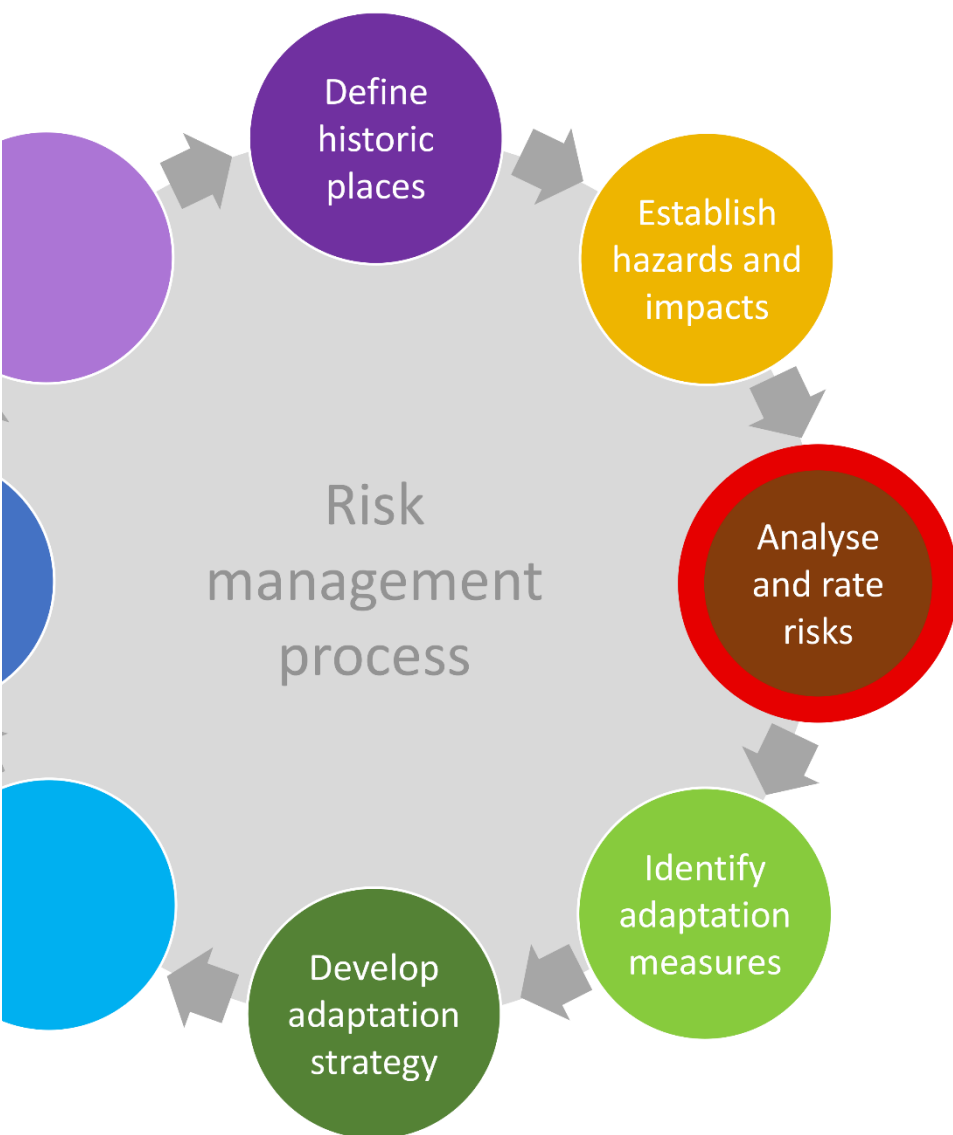 Define
historic
places
Establish
hazards and
impacts
Risk
management
process
Analyse
and rate
risks
Identify
adaptation
measures
Develop
adaptation
strategy